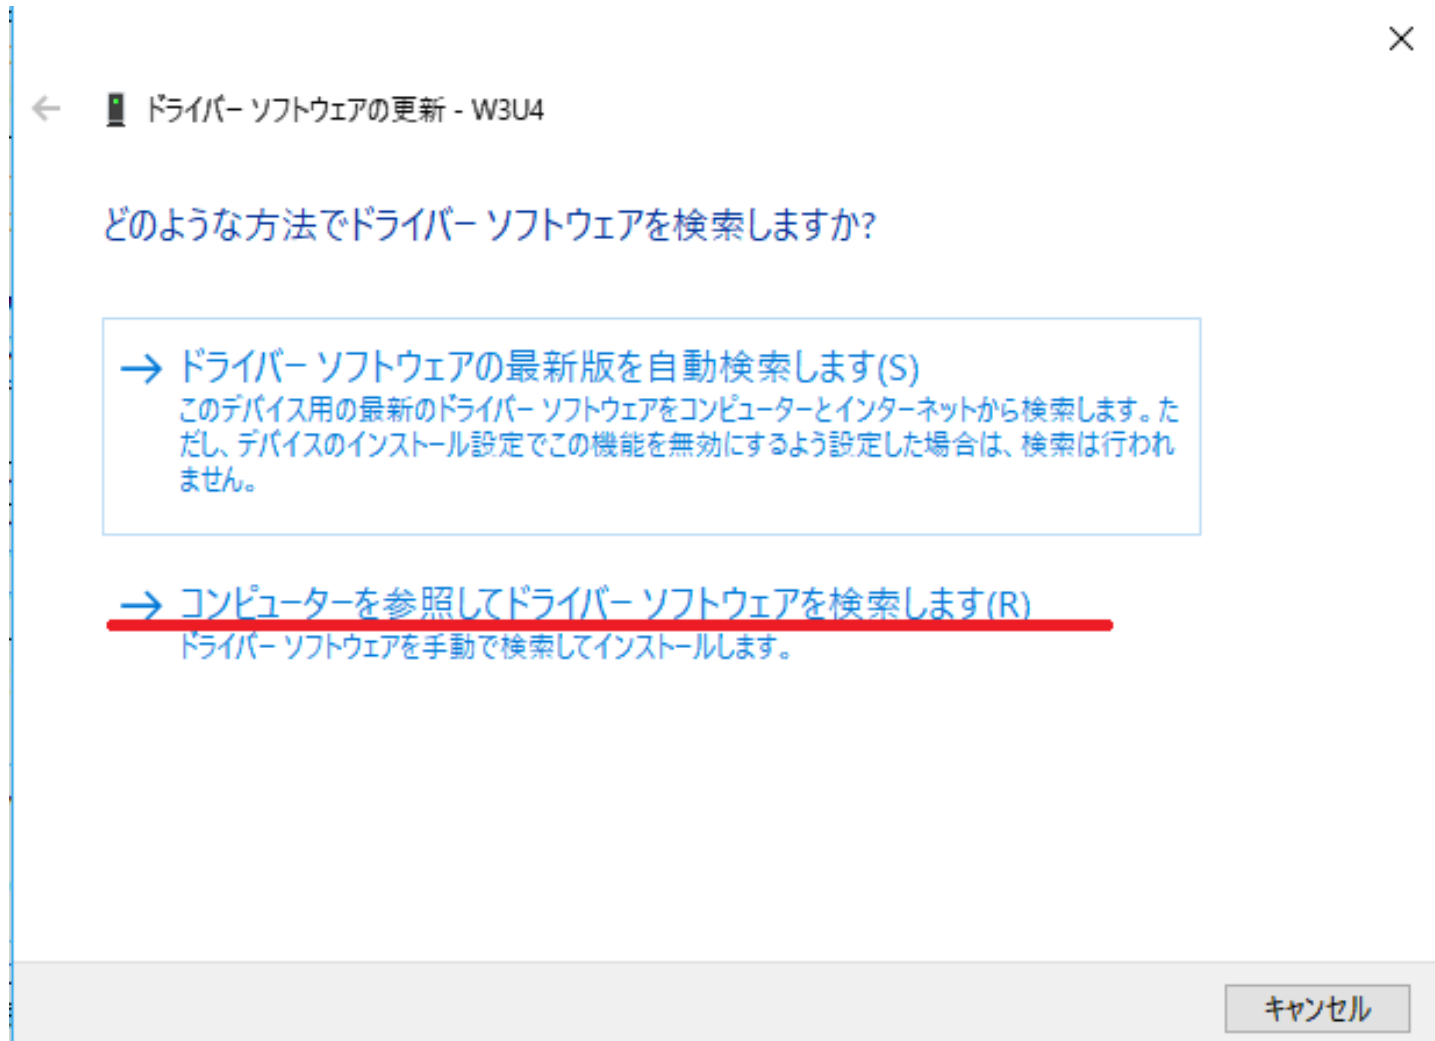 ドライバー ソフトウェアの更新 - W3U4
どのような方法でドライバー ソフトウェアを検索しますか?
→ ドライバー ソフトウェアの最新版を自動検索します(S)
このデバイス用の最新のドライバー ソフトウェアをコンピューターとインターネットから検索します。た
だし、デバイスのインストール設定でこの機能を無効にするよう設定した場合は、検索は行われ
ません。
→ コンピューターを参照してドライバー ソフトウェアを検索します(R)
ドライバー ソフトウェアを手動で検索してインストールします。
キャンセル